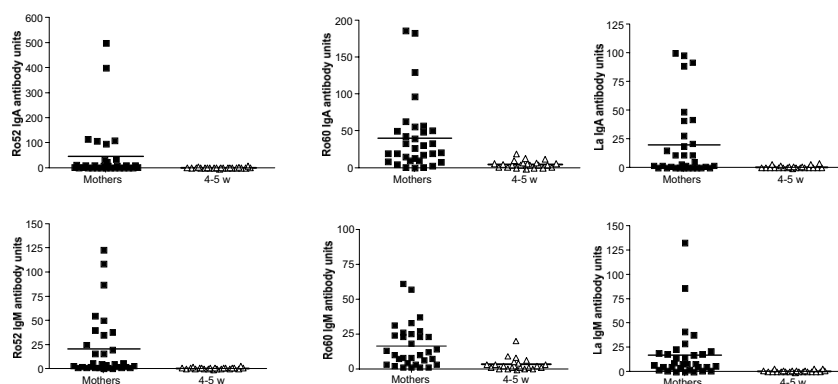 Ro52 IgA antibody units
600
500
400
300
200
100
0
Mothers
4-5 w
Ro60 IgA antibody units
200
150
100
50
0
Mothers
4-5 w
La IgA antibody units
125
100
75
50
25
0
Mothers
4-5 w
Ro52 IgM antibody units
150
125
100
75
50
25
0
Mothers
4-5 w
Ro60 IgM antibody units
100
75
50
25
0
Mothers
4-5 w
La IgM antibody units
150
125
100
75
50
25
0
Mothers
4-5 w